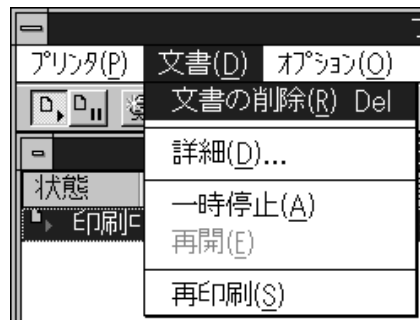 プリンタ(P) 文書(D) オプション(O)
文書の削除(R) Del
詳細(D)...
状態
一時停止(A)
印刷
再開(E)
再印刷(S)